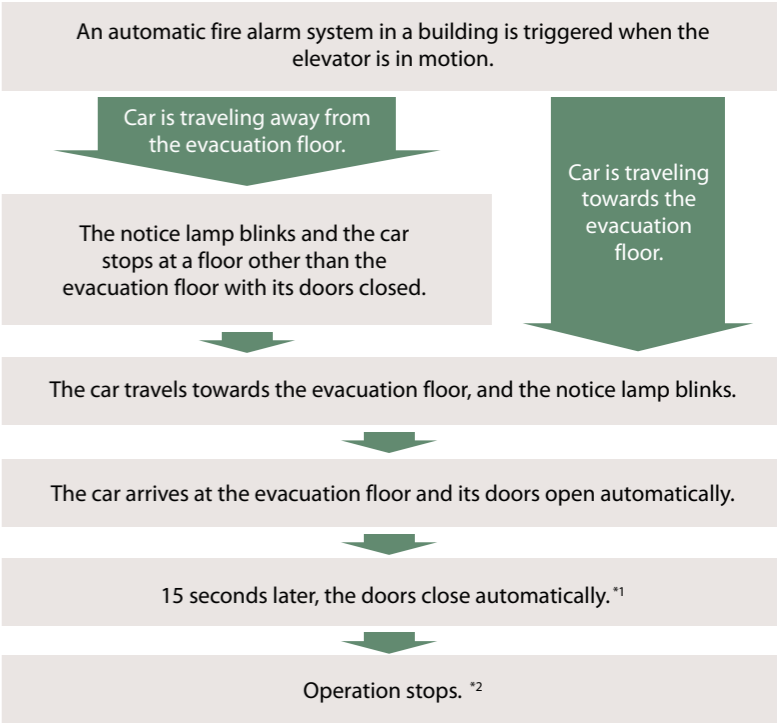 An automatic fire alarm system in a building is triggered when the
elevator is in motion.
Car is traveling away from
the evacuation floor.
Car is traveling
towards the
evacuation
floor.
The notice lamp blinks and the car
stops at a floor other than the
evacuation floor with its doors closed.
The car travels towards the evacuation floor, and the notice lamp blinks.
The car arrives at the evacuation floor and its doors open automatically.
15 seconds later, the doors close automatically. *1
Operation stops. *2